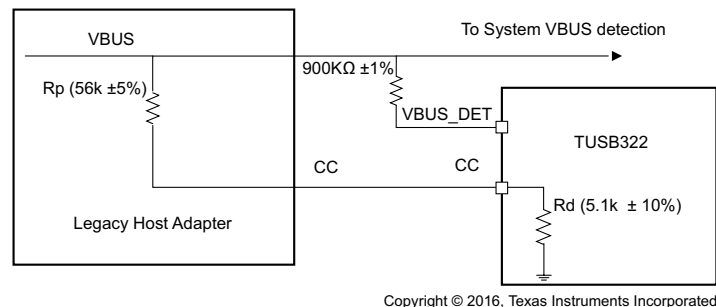 VBUS
To System VBUS detection
900KΩ ±1%
Rp (56k ±5%)
VBUS_DET
TUSB322
CC
CC
Rd (5.1k ± 10%)
Legacy Host Adapter
Copyright © 2016, Texas Instruments Incorporated